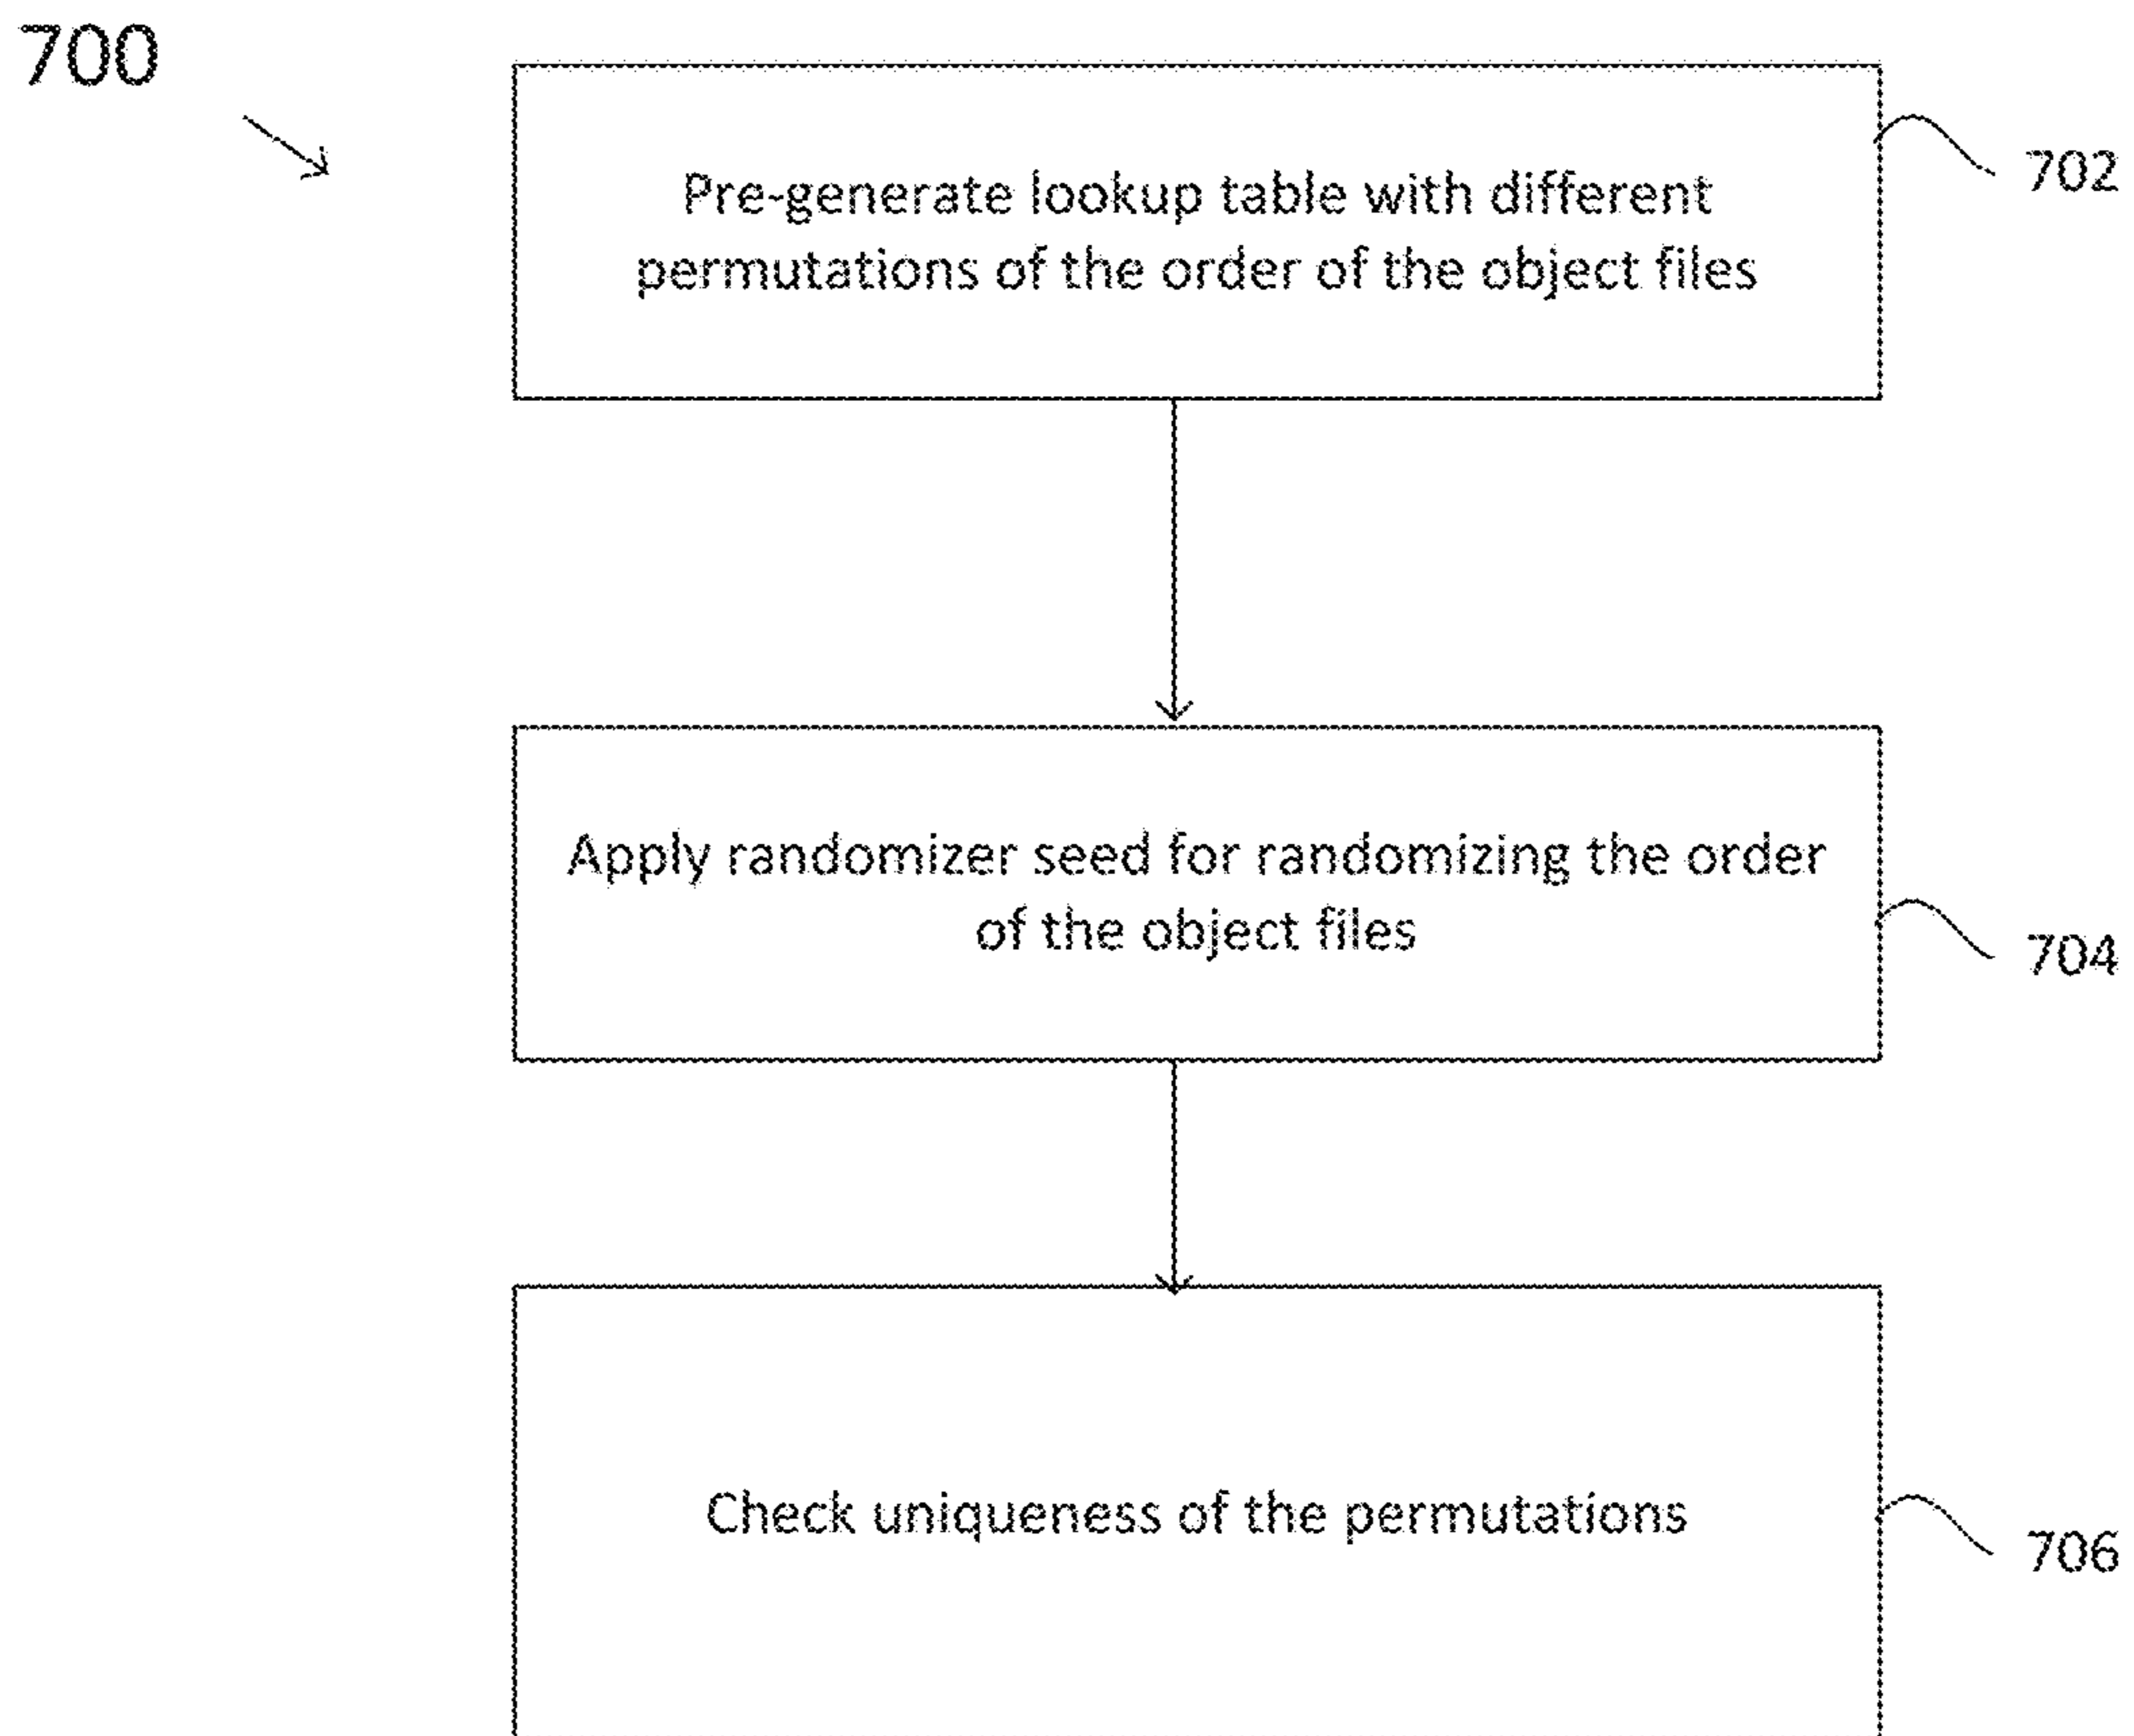 700
Pre-generate lookup table with different
permutations of the order of the object files
702
Apply randomizer seed for randomizing the order
of the object files
704
Check uniqueness of the permutations
706